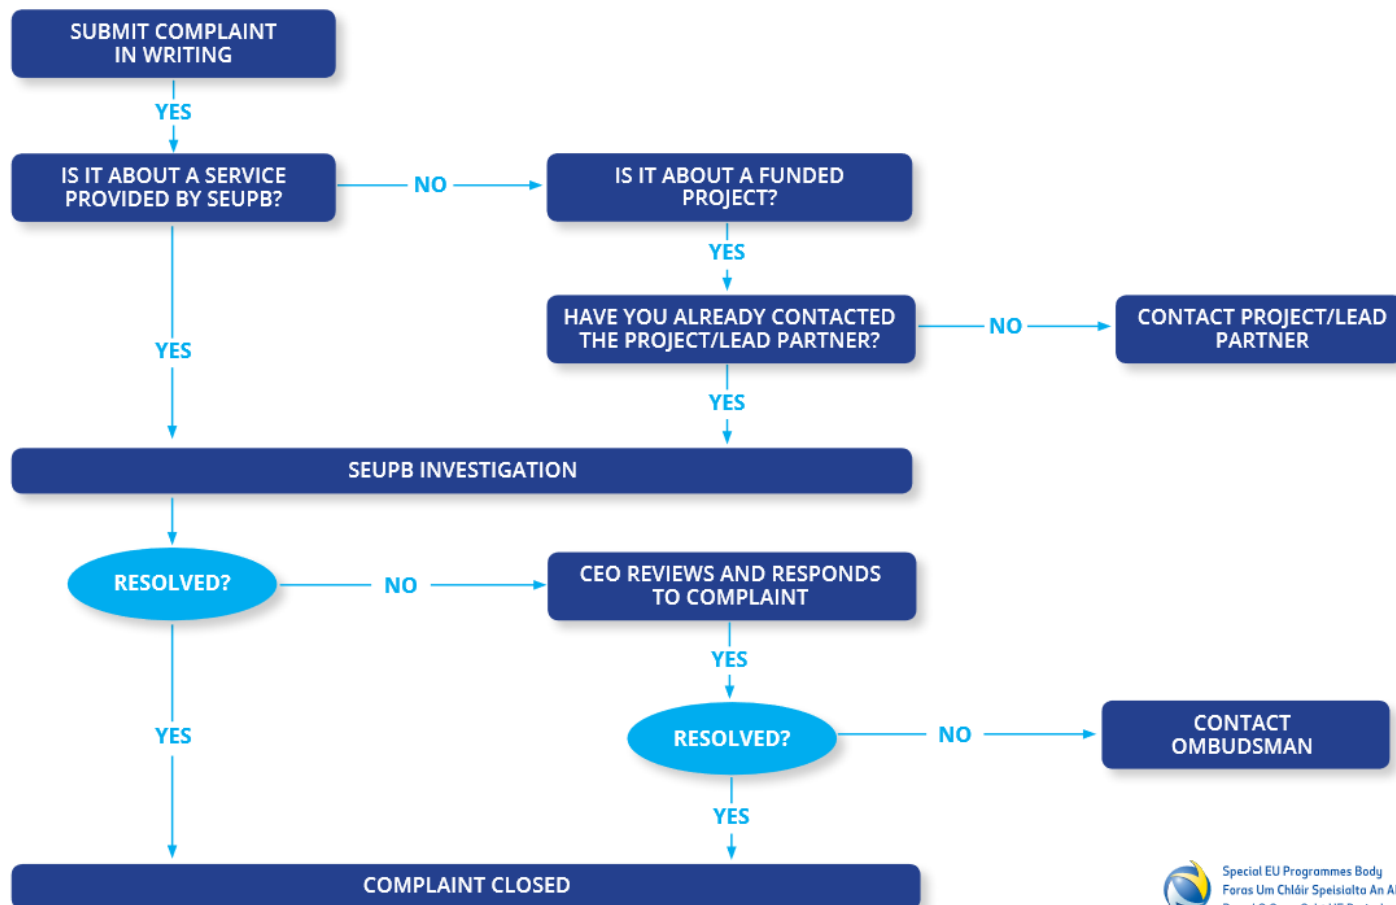 SUBMIT COMPLAINT
IN WRITING
YES
IS IT ABOUT A SERVICE
PROVIDED BY SEUPB?
NO
IS IT ABOUT A FUNDED
PROJECT?
YES
HAVE YOU ALREADY CONTACTED
THE PROJECT/LEAD PARTNER?
NO
CONTACT PROJECT/LEAD
PARTNER
YES
YES
SEUPB INVESTIGATION
RESOLVED?
NO
CEO REVIEWS AND RESPONDS
TO COMPLAINT
YES
YES
RESOLVED?
NO
CONTACT
OMBUDSMAN
YES
COMPLAINT CLOSED
Special EU Programmes Body
Foras Um Chláir Speisialta An